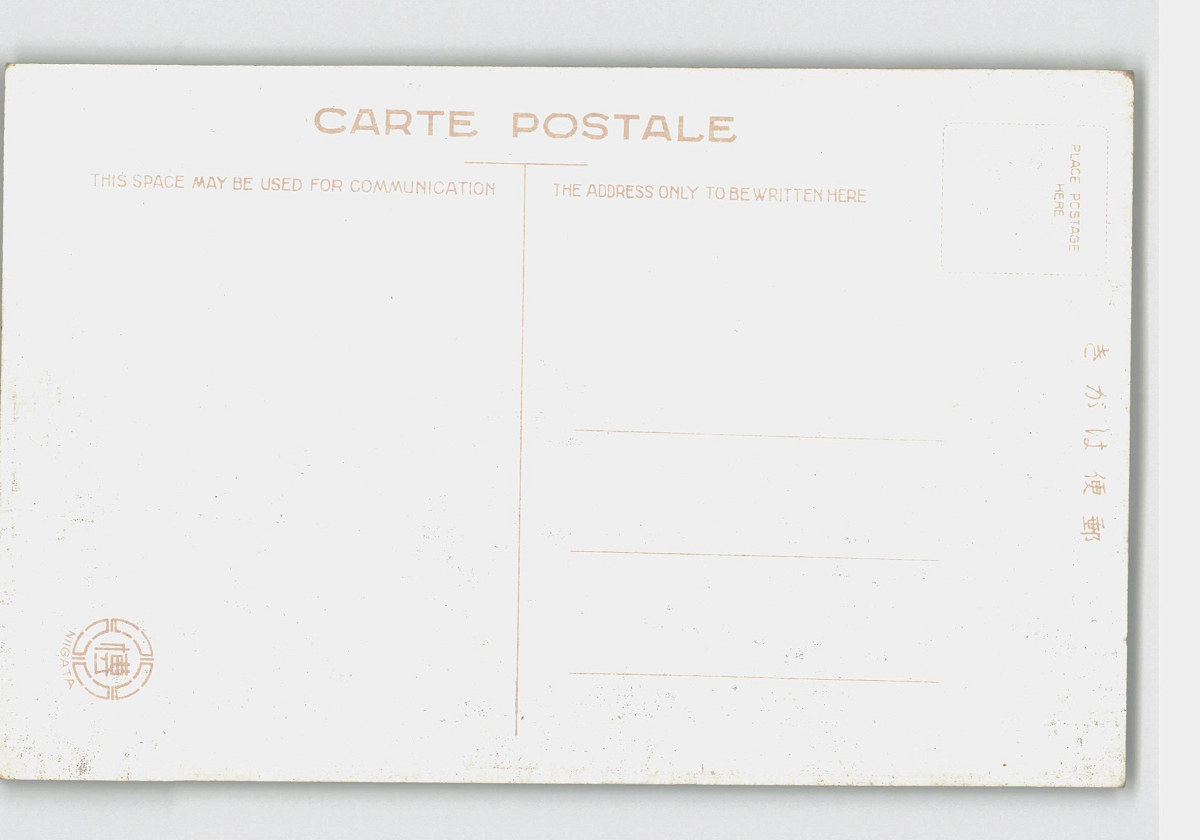 CARTE POSTALE
THIS SPACE MAY BE USED FOR COMMUNICATION
THE ADDRESS ONLY TO BE WRITTEN HERE
PLACE POSTAGE
HERE
きがは便郵
博
NIIGATA